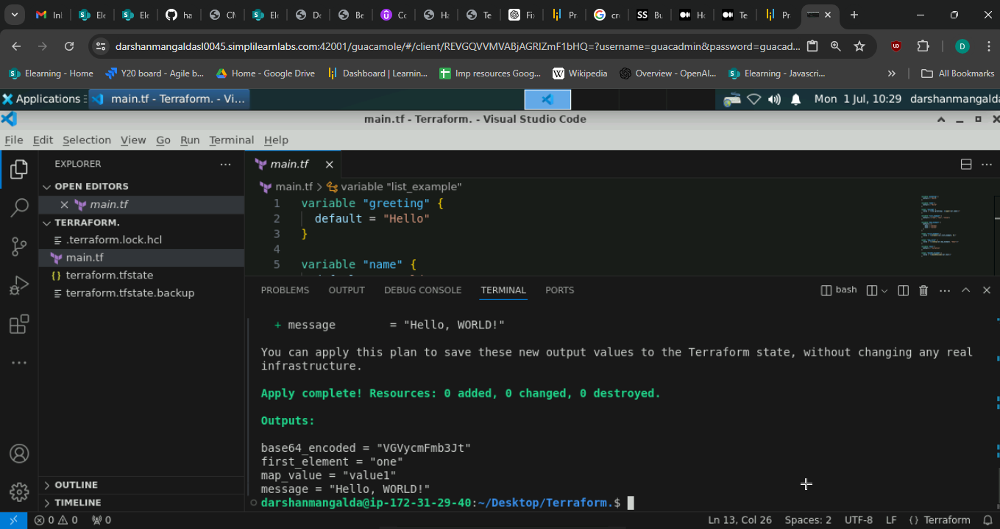 In
Ele
Ele
ha
Cl
Ele
De
Be
Cc
Ha
Te
Fi
Pr
cr
Bu
Ho
Te
Pr
darshanmangaldasl0045.simplilearnlabs.com:42001/guacamole/#/client/REVGQVVMVABjAGRlZmF1bHQ=?username=guacadmin&password=guacad...
D
Elearning - Home
Y20 board - Agile b...
Home - Google Drive
Dashboard | Learnin...
Imp resources Goog...
Wikipedia
Overview - OpenAI...
Elearning - Javascri...
»
All Bookmarks
Applications
main.tf - Terraform. - Vi...
Mon 1 Jul, 10:29
darshanmangalda
main.tf - Terraform. - Visual Studio Code
File Edit Selection View Go Run Terminal Help
EXPLORER
OPEN EDITORS
main.tf
TERRAFORM.
.terraform.lock.hcl
main.tf
terraform.tfstate
terraform.tfstate.backup
OUTLINE
TIMELINE
main.tf
main.tf > variable "list_example"
1 variable "greeting" {
2 default = "Hello"
3 }
4
5 variable "name" {
PROBLEMS OUTPUT DEBUG CONSOLE TERMINAL PORTS
bash
+ message = "Hello, WORLD!"
You can apply this plan to save these new output values to the Terraform state, without changing any real
infrastructure.
Apply complete! Resources: 0 added, 0 changed, 0 destroyed.
Outputs:
base64_encoded = "VGVycmFmb3Jt"
first_element = "one"
map_value = "value1"
message = "Hello, WORLD!"
darshanmangalda@ip-172-31-29-40:~/Desktop/Terraform.$
0 0 0
Ln 13, Col 26 Spaces: 2 UTF-8 LF {} Terraform